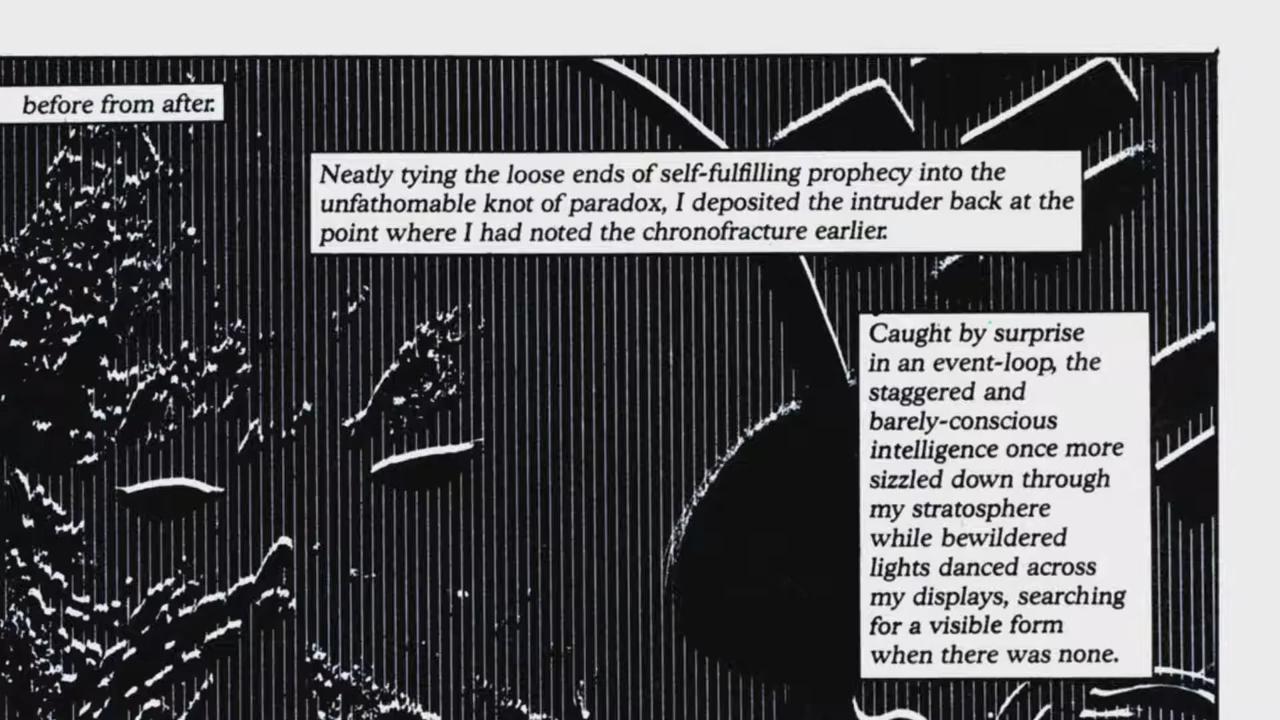 before from after.
Neatly tying the loose ends of self-fulfilling prophecy into the
unfathomable knot of paradox, I deposited the intruder back at the
point where I had noted the chronofracture earlier.
Caught by surprise
in an event-loop, the
staggered and
barely-conscious
intelligence once more
sizzled down through
my stratosphere
while bewildered
lights danced across
my displays, searching
for a visible form
when there was none.